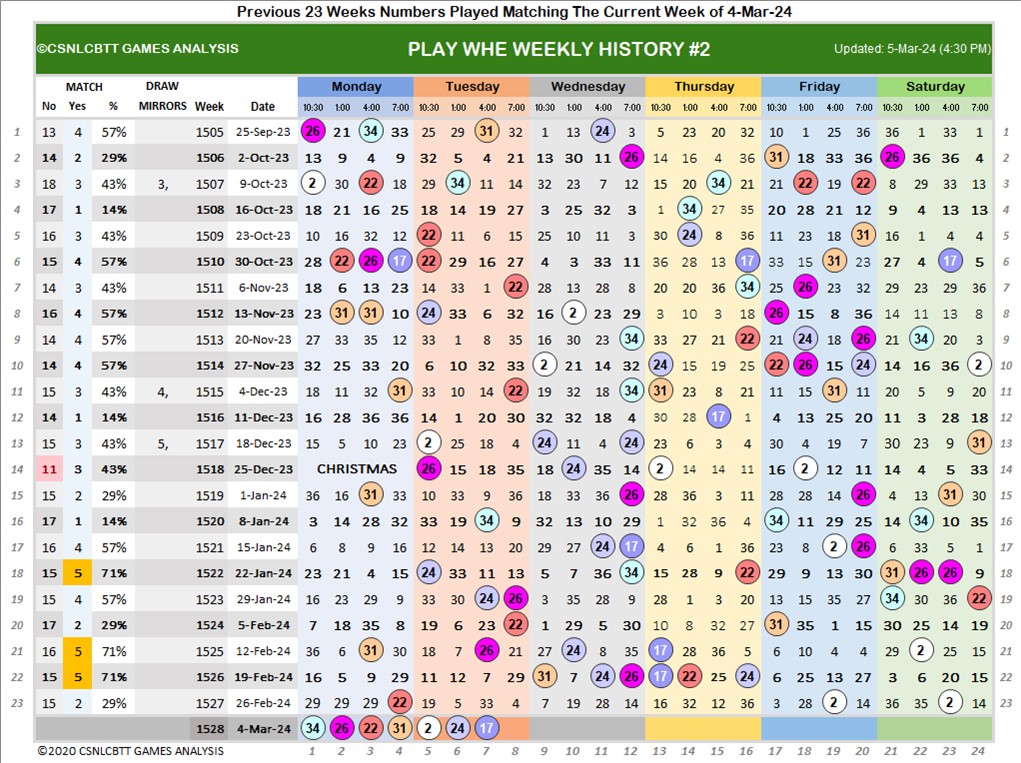 Previous 23 Weeks Numbers Played Matching The Current Week of 4-Mar-24
©CSNLCBTT GAMES ANALYSIS PLAY WHE WEEKLY HISTORY #2 Updated: 5-Mar-24 (4:30 PM)
MATCH DRAW Monday Tuesday Wednesday Thursday Friday Saturday
No Yes % MIRRORS Week Date 10:30 1:00 4:00 7:00 10:30 1:00 4:00 7:00 10:30 1:00 4:00 7:00 10:30 1:00 4:00 7:00 10:30 1:00 4:00 7:00 10:30 1:00 4:00 7:00
1 13 4 57% 1505 25-Sep-23 26 21 34 33 25 29 31 32 1 13 24 3 5 23 20 32 10 1 25 36 36 1 33 1 1
2 14 2 29% 1506 2-Oct-23 13 9 4 9 32 5 4 21 13 30 11 26 14 16 4 36 31 18 33 36 26 36 36 4 2
3 18 3 43% 3, 1507 9-Oct-23 2 30 22 18 29 34 11 14 32 23 7 12 15 20 34 21 21 22 19 22 8 29 33 13 3
4 17 1 14% 1508 16-Oct-23 18 21 16 25 18 14 19 27 3 25 32 3 1 34 27 35 20 28 21 12 9 4 13 13 4
5 16 3 43% 1509 23-Oct-23 10 16 32 12 22 11 6 15 25 10 11 3 30 24 8 36 11 23 18 31 16 1 4 4 5
6 15 4 57% 1510 30-Oct-23 28 22 26 17 22 29 16 27 4 3 33 11 36 28 13 17 33 15 31 23 27 4 17 5 6
7 14 3 43% 1511 6-Nov-23 18 6 13 23 14 33 1 22 28 13 28 8 20 20 36 34 25 26 7 32 29 23 29 36 7
8 16 4 57% 1512 13-Nov-23 23 31 31 10 24 33 6 32 16 2 23 29 3 10 3 18 26 15 8 36 14 11 13 8 8
9 14 4 57% 1513 20-Nov-23 27 33 35 12 33 1 8 35 16 30 23 34 33 27 21 22 21 24 18 26 21 34 20 3 9
10 14 4 57% 1514 27-Nov-23 32 25 33 20 6 10 32 33 2 21 14 32 24 15 19 25 22 26 15 24 14 16 10 2 10
11 15 3 43% 4, 1515 4-Dec-23 18 11 32 31 33 10 14 22 19 32 18 34 31 23 8 21 11 15 31 11 20 5 9 20 11
12 14 1 14% 1516 11-Dec-23 16 28 36 36 14 1 20 30 32 32 18 4 30 28 17 12 4 13 25 20 11 3 28 18 12
13 15 3 43% 5, 1517 18-Dec-23 15 5 10 23 2 25 18 4 24 11 4 24 23 6 3 4 30 4 19 7 30 23 9 31 13
14 11 3 43% 1518 25-Dec-23 CHRISTMAS 26 15 18 35 18 24 35 14 2 14 14 11 16 2 12 11 14 4 5 33 14
15 15 2 29% 1519 1-Jan-24 36 16 31 33 10 33 9 36 18 33 36 26 28 36 3 11 28 28 14 26 4 13 31 30 15
16 17 1 14% 1520 8-Jan-24 3 14 28 32 33 19 34 9 32 13 10 29 1 32 36 4 34 11 29 25 14 34 10 35 16
17 16 4 57% 1521 15-Jan-24 6 8 9 16 12 14 13 20 29 27 24 17 4 6 1 36 23 8 2 26 6 33 5 1 17
18 15 5 71% 1522 22-Jan-24 23 21 4 15 24 33 11 13 5 7 36 34 15 28 9 22 29 9 13 30 31 26 26 9 18
19 15 4 57% 1523 29-Jan-24 16 23 29 9 33 30 24 26 3 35 28 9 28 1 3 20 13 15 35 27 34 30 36 22 19
20 17 2 29% 1524 5-Feb-24 7 18 35 8 19 6 23 22 1 29 5 30 10 8 32 27 31 35 1 15 30 25 14 19 20
21 16 5 71% 1525 12-Feb-24 6 3 31 30 18 7 26 21 27 24 8 35 17 28 36 5 6 10 4 4 29 2 25 15 21
22 15 5 71% 1526 19-Feb-24 16 5 9 29 11 12 7 29 31 7 24 26 17 22 25 24 6 25 13 27 3 6 20 15 22
23 15 2 29% 1527 26-Feb-24 29 29 29 22 19 5 33 4 7 18 14 20 16 32 12 36 3 28 2 14 36 35 2 14 23
1528 4-Mar-24 34 26 22 31 2 24 17
©2020 CSNLCBTT GAMES ANALYSIS 1 2 3 4 5 6 7 8 9 10 11 12 13 14 15 16 17 18 19 20 21 22 23 24